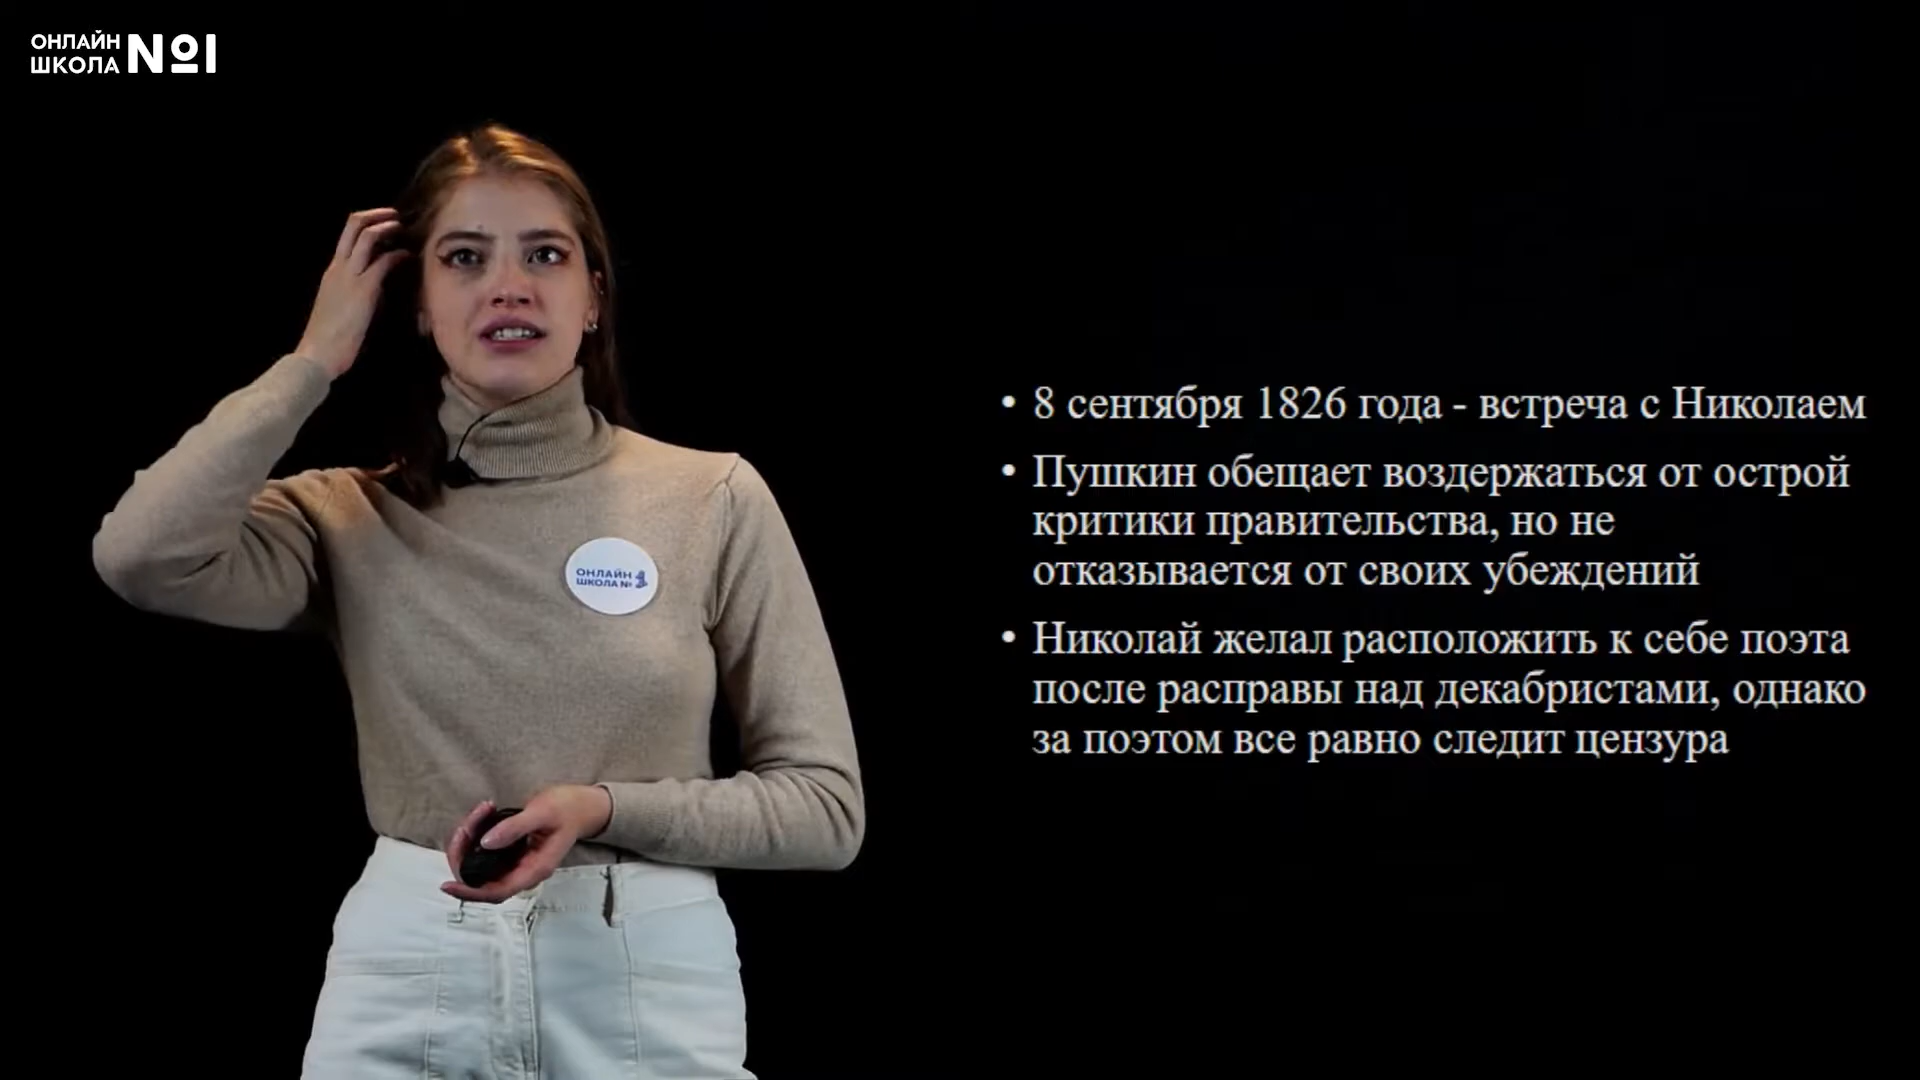 ОНЛАЙН
ШКОЛА №1
• 8 сентября 1826 года - встреча с Николаем
• Пушкин обещает воздержаться от острой
критики правительства, но не
отказывается от своих убеждений
• Николай желал расположить к себе поэта
после расправы над декабристами, однако
за поэтом все равно следит цензура
ОНЛАЙН
ШКОЛА № 1